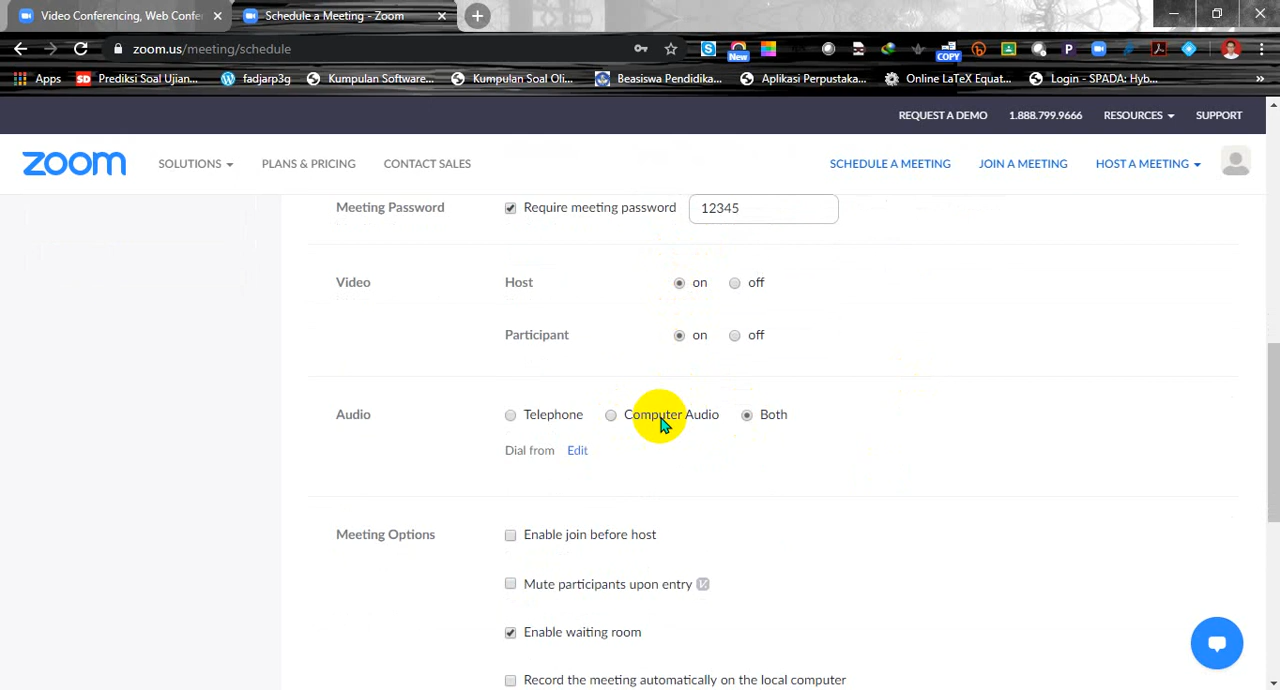 Video Conferencing, Web Confe
Schedule a Meeting - Zoom
zoom.us/meeting/schedule
New
COPY
Apps
Prediksi Soal Ujian...
fadjarp3g
Kumpulan Software...
Kumpulan Soal Oli...
Beasiswa Pendidika...
Aplikasi Perpustaka...
Online LaTeX Equat...
Login - SPADA: Hyb...
REQUEST A DEMO
1.888.799.9666
RESOURCES
SUPPORT
zoom
SOLUTIONS
PLANS & PRICING
CONTACT SALES
SCHEDULE A MEETING
JOIN A MEETING
HOST A MEETING
Meeting Password
Require meeting password
12345
Video
Host
on
off
Participant
on
off
Audio
Telephone
Computer Audio
Both
Dial from
Edit
Meeting Options
Enable join before host
Mute participants upon entry
Enable waiting room
Record the meeting automatically on the local computer